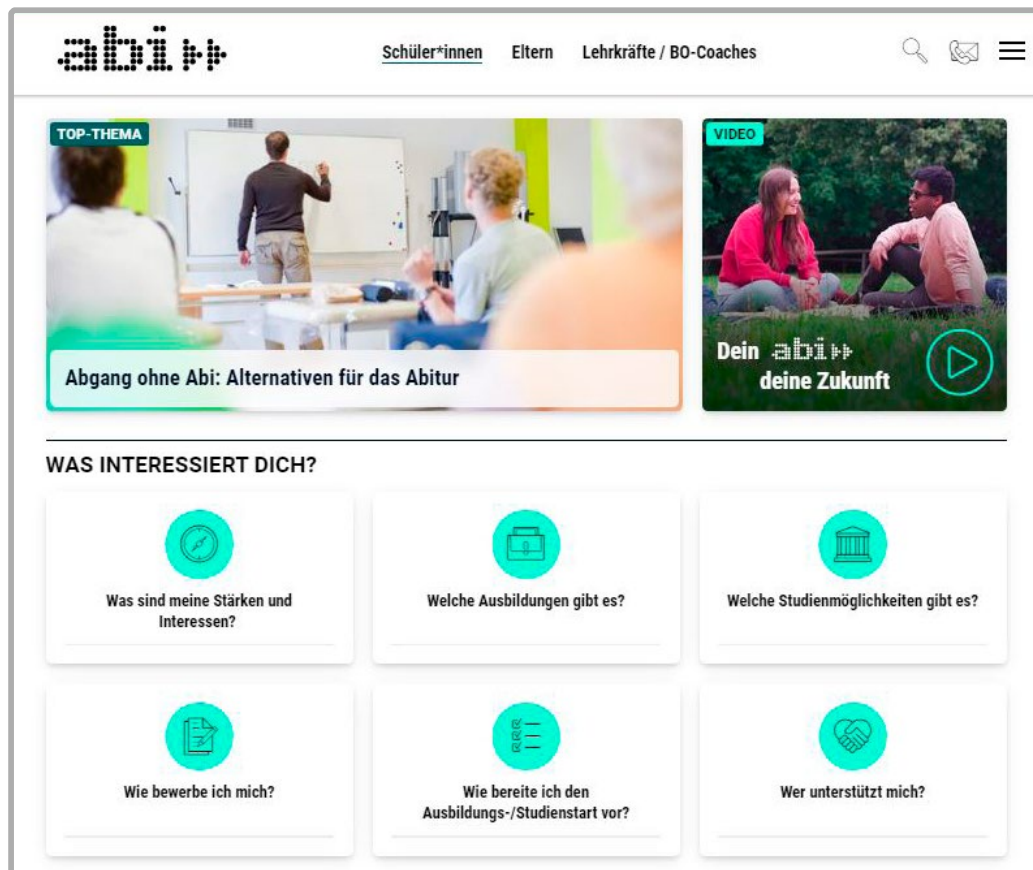 abi»
Schüler*innen Eltern Lehrkräfte / BO-Coaches
TOP-THEMA
Abgang ohne Abi: Alternativen für das Abitur
VIDEO
Dein abi»
deine Zukunft
WAS INTERESSIERT DICH?
Was sind meine Stärken und
Interessen?
Welche Ausbildungen gibt es?
Welche Studienmöglichkeiten gibt es?
Wie bewerbe ich mich?
Wie bereite ich den
Ausbildungs-/Studienstart vor?
Wer unterstützt mich?